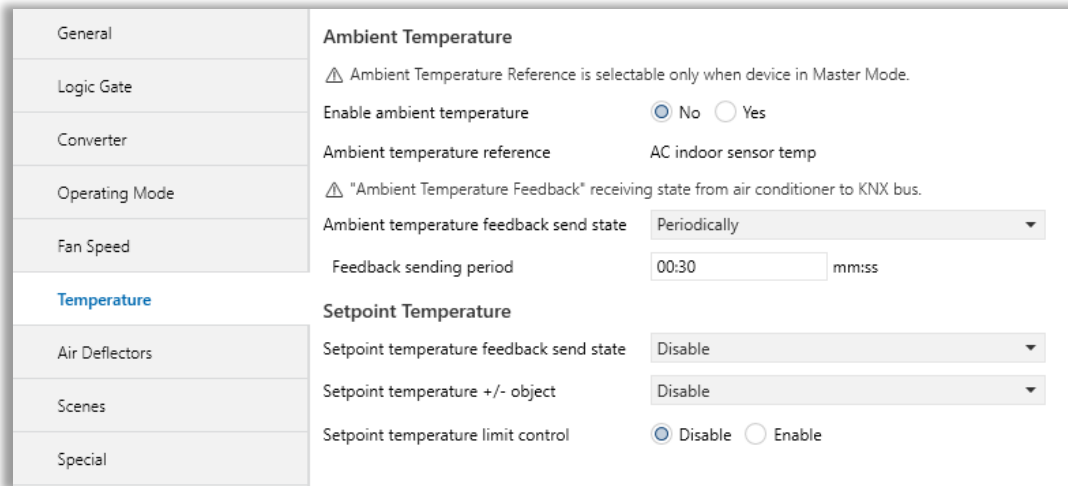 General
Logic Gate
Converter
Operating Mode
Fan Speed
Temperature
Air Deflectors
Scenes
Special
Ambient Temperature
⚠ Ambient Temperature Reference is selectable only when device in Master Mode.
Enable ambient temperature No Yes
Ambient temperature reference AC indoor sensor temp
⚠ "Ambient Temperature Feedback" receiving state from air conditioner to KNX bus.
Ambient temperature feedback send state Periodically
Feedback sending period 00:30 mm:ss
Setpoint Temperature
Setpoint temperature feedback send state Disable
Setpoint temperature +/- object Disable
Setpoint temperature limit control Disable Enable